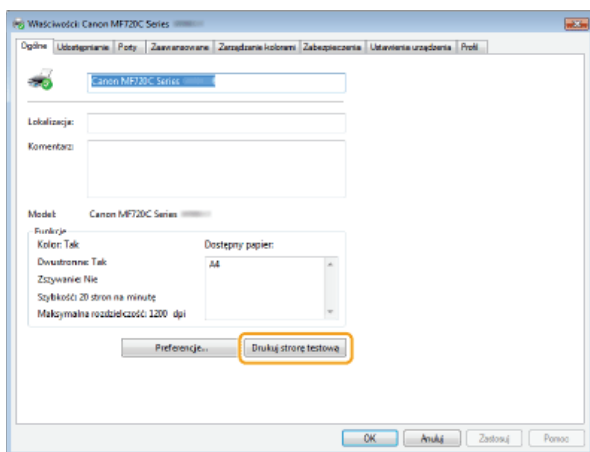 Właściwości: Canon MF720C Series
Ogólne Udostępnianie Porty Zaawansowane Zarządzanie kolorami Zabezpieczenia Ustawienia urządzenia Profil
Canon MF720C Series
Lokalizacja:
Komentarz:
Model: Canon MF720C Series
Funkcje
Kolor: Tak
Dwustronne: Tak
Zszywanie: Nie
Szybkość: 20 stron na minutę
Maksymalna rozdzielczość: 1200 dpi
Dostępny papier:
A4
Preferencje... Drukuj stronę testową
OK Anuluj Zastosuj Pomoc